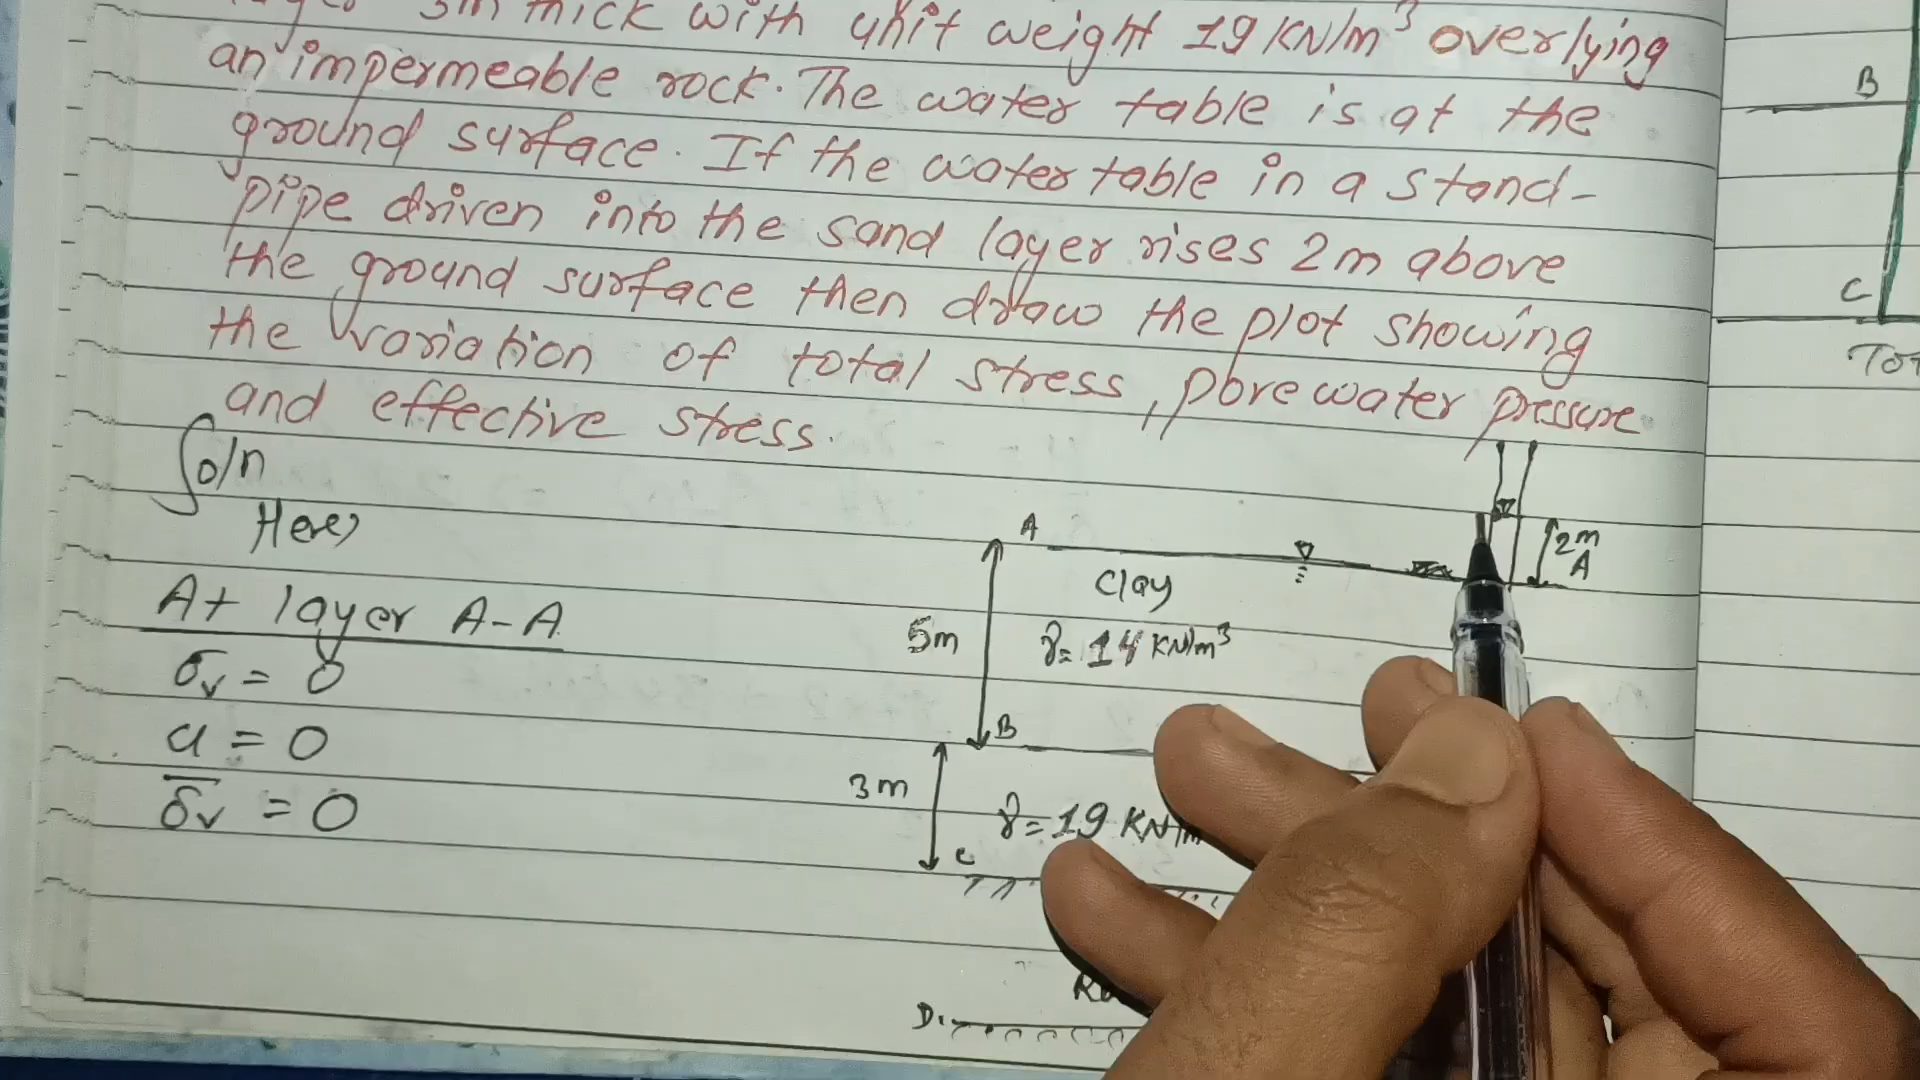 layer 3m thick with unit weight 19 KN/m³ overlying
an impermeable rock. The water table is at the
ground surface. If the water table in a stand-
pipe driven into the sand layer rises 2m above
the ground surface then draw the plot showing
the variation of total stress, pore water pressure
and effective stress.
Soln
Here,
At layer A-A
σv = 0
u = 0
σ̄v = 0
A
2m
A
Clay
5m
γ = 14 KN/m³
B
3m
γ = 19 KN/m
C
D
B
C